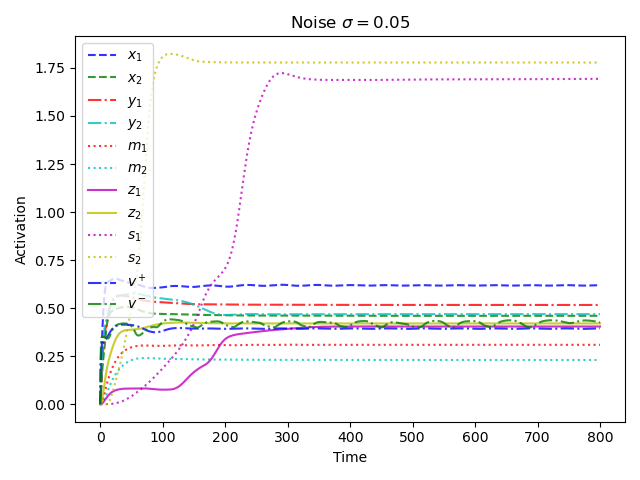 Noise σ = 0.05
x₁
x₂
y₁
y₂
m₁
m₂
z₁
z₂
s₁
s₂
v⁺
v⁻
1.75
1.50
1.25
1.00
0.75
0.50
0.25
0.00
Activation
0 100 200 300 400 500 600 700 800
Time